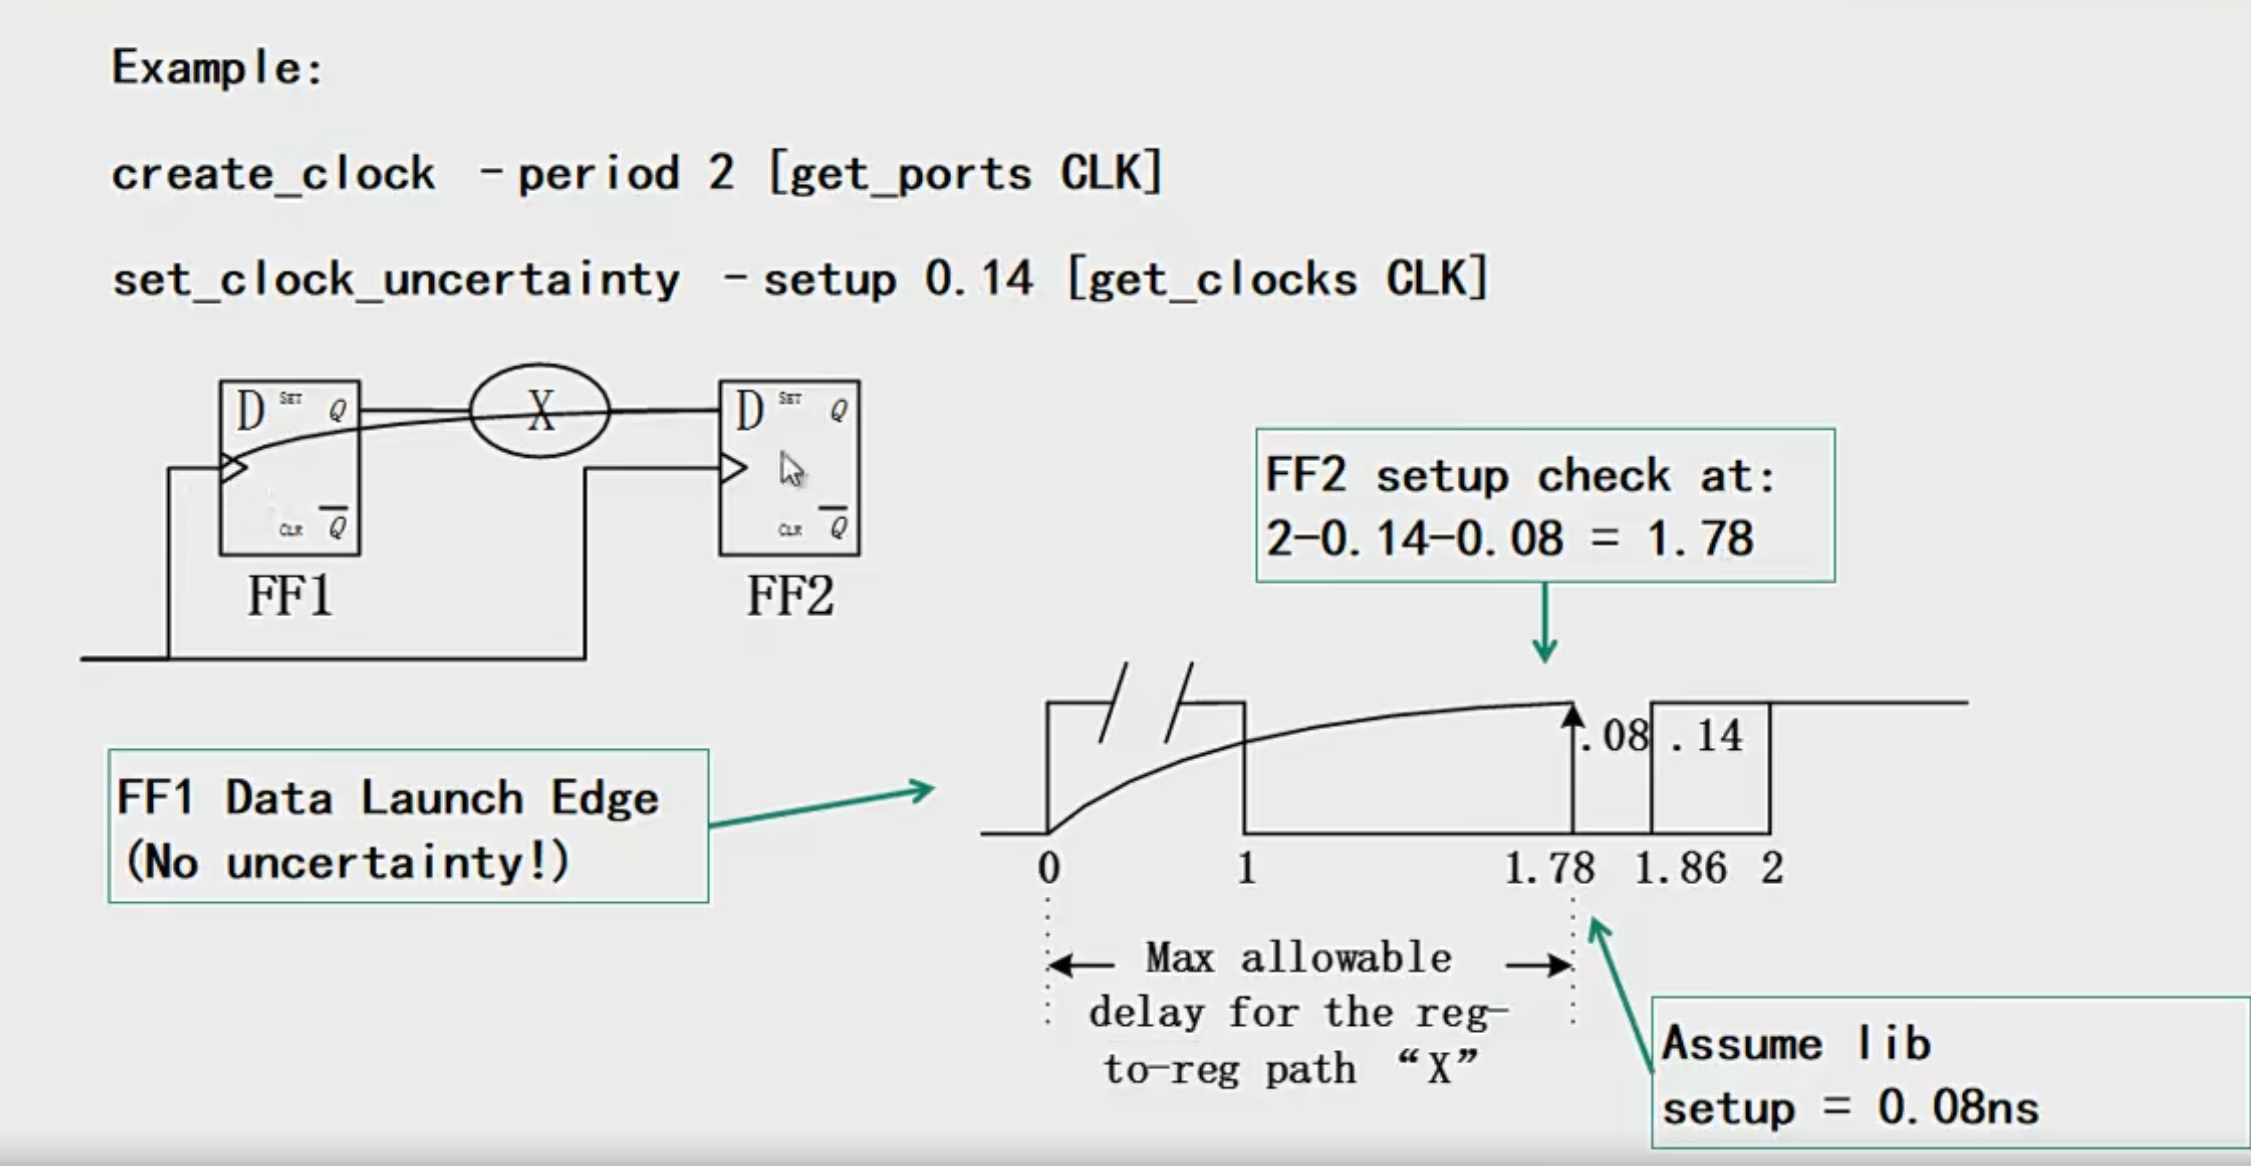 Example:
create_clock -period 2 [get_ports CLK]
set_clock_uncertainty -setup 0.14 [get_clocks CLK]
D SET Q
X
D SET Q
CLR Q
CLR Q
FF1
FF2
FF2 setup check at:
2-0.14-0.08 = 1.78
.08 .14
FF1 Data Launch Edge
(No uncertainty!)
0 1 1.78 1.86 2
Max allowable
delay for the reg-
to-reg path “X”
Assume lib
setup = 0.08ns